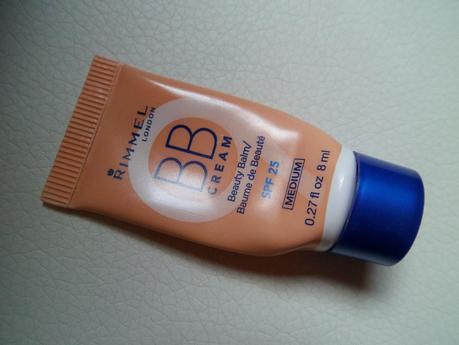 RIMMEL
LONDON
BB
CREAM
Beauty Balm/
Baume de Beauté
SPF 25
MEDIUM
0.27 fl oz 8 ml